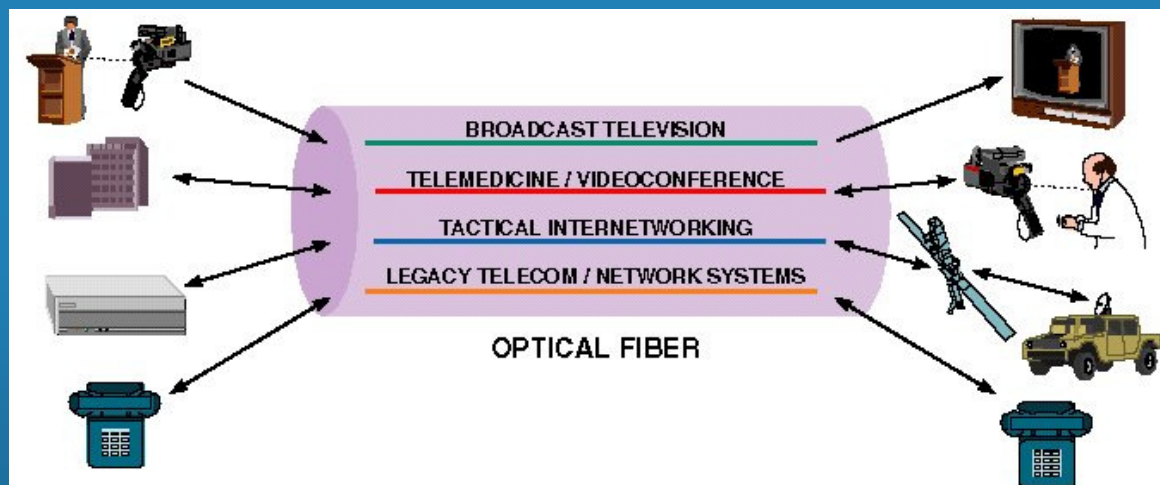 BROADCAST TELEVISION
TELEMEDICINE / VIDEOCONFERENCE
TACTICAL INTERNETWORKING
LEGACY TELECOM / NETWORK SYSTEMS
OPTICAL FIBER